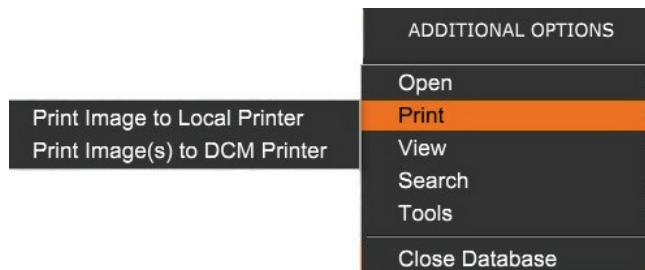 ADDITIONAL OPTIONS
Open
Print
Print Image to Local Printer
Print Image(s) to DCM Printer
View
Search
Tools
Close Database